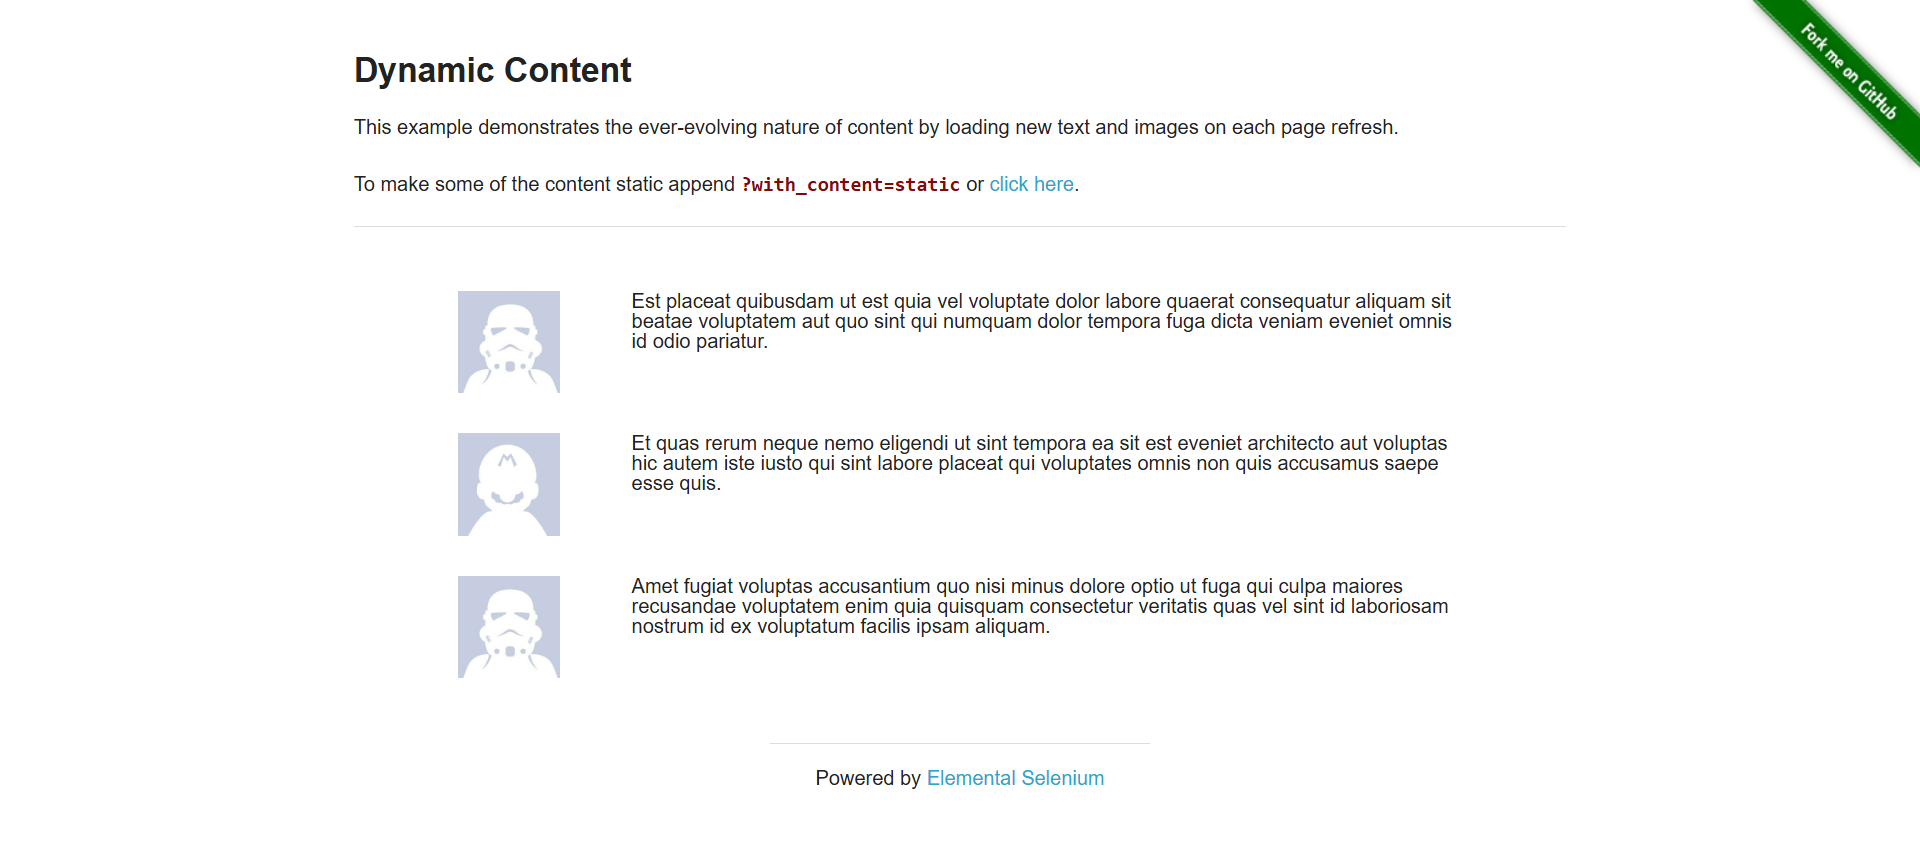 Fork me on GitHub
Dynamic Content
This example demonstrates the ever-evolving nature of content by loading new text and images on each page refresh.
To make some of the content static append ?with_content=static or click here.
Est placeat quibusdam ut est quia vel voluptate dolor labore quaerat consequatur aliquam sit
beatae voluptatem aut quo sint qui numquam dolor tempora fuga dicta veniam eveniet omnis
id odio pariatur.
Et quas rerum neque nemo eligendi ut sint tempora ea sit est eveniet architecto aut voluptas
hic autem iste iusto qui sint labore placeat qui voluptates omnis non quis accusamus saepe
esse quis.
Amet fugiat voluptas accusantium quo nisi minus dolore optio ut fuga qui culpa maiores
recusandae voluptatem enim quia quisquam consectetur veritatis quas vel sint id laboriosam
nostrum id ex voluptatum facilis ipsam aliquam.
Powered by Elemental Selenium